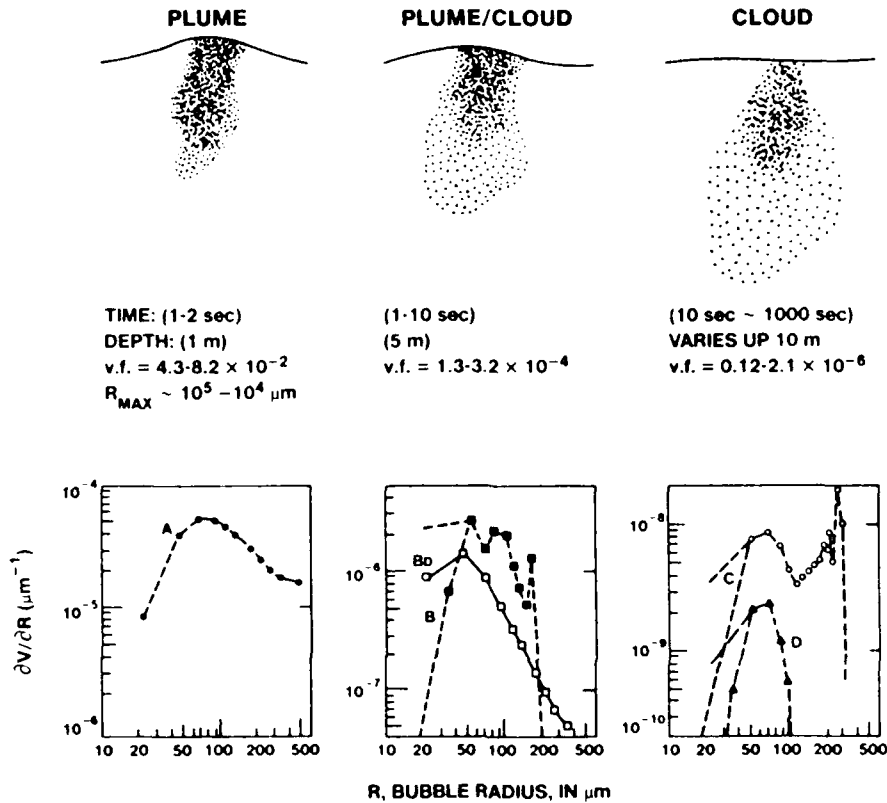 PLUME
PLUME/CLOUD
CLOUD
TIME: (1-2 sec)
DEPTH: (1 m)
v.f. = 4.3-8.2 × 10⁻²
R_MAX ~ 10⁵ – 10⁴ μm
(1-10 sec)
(5 m)
v.f. = 1.3-3.2 × 10⁻⁴
(10 sec ~ 1000 sec)
VARIES UP 10 m
v.f. = 0.12-2.1 × 10⁻⁶
∂V/∂R (μm⁻¹)
10⁻⁴
10⁻⁵
10⁻⁶
A
10 20 50 100 200 500
10⁻⁶
10⁻⁷
BD
B
10 20 50 100 200 500
10⁻⁸
10⁻⁹
10⁻¹⁰
C
D
10 20 50 100 200 500
R, BUBBLE RADIUS, IN μm